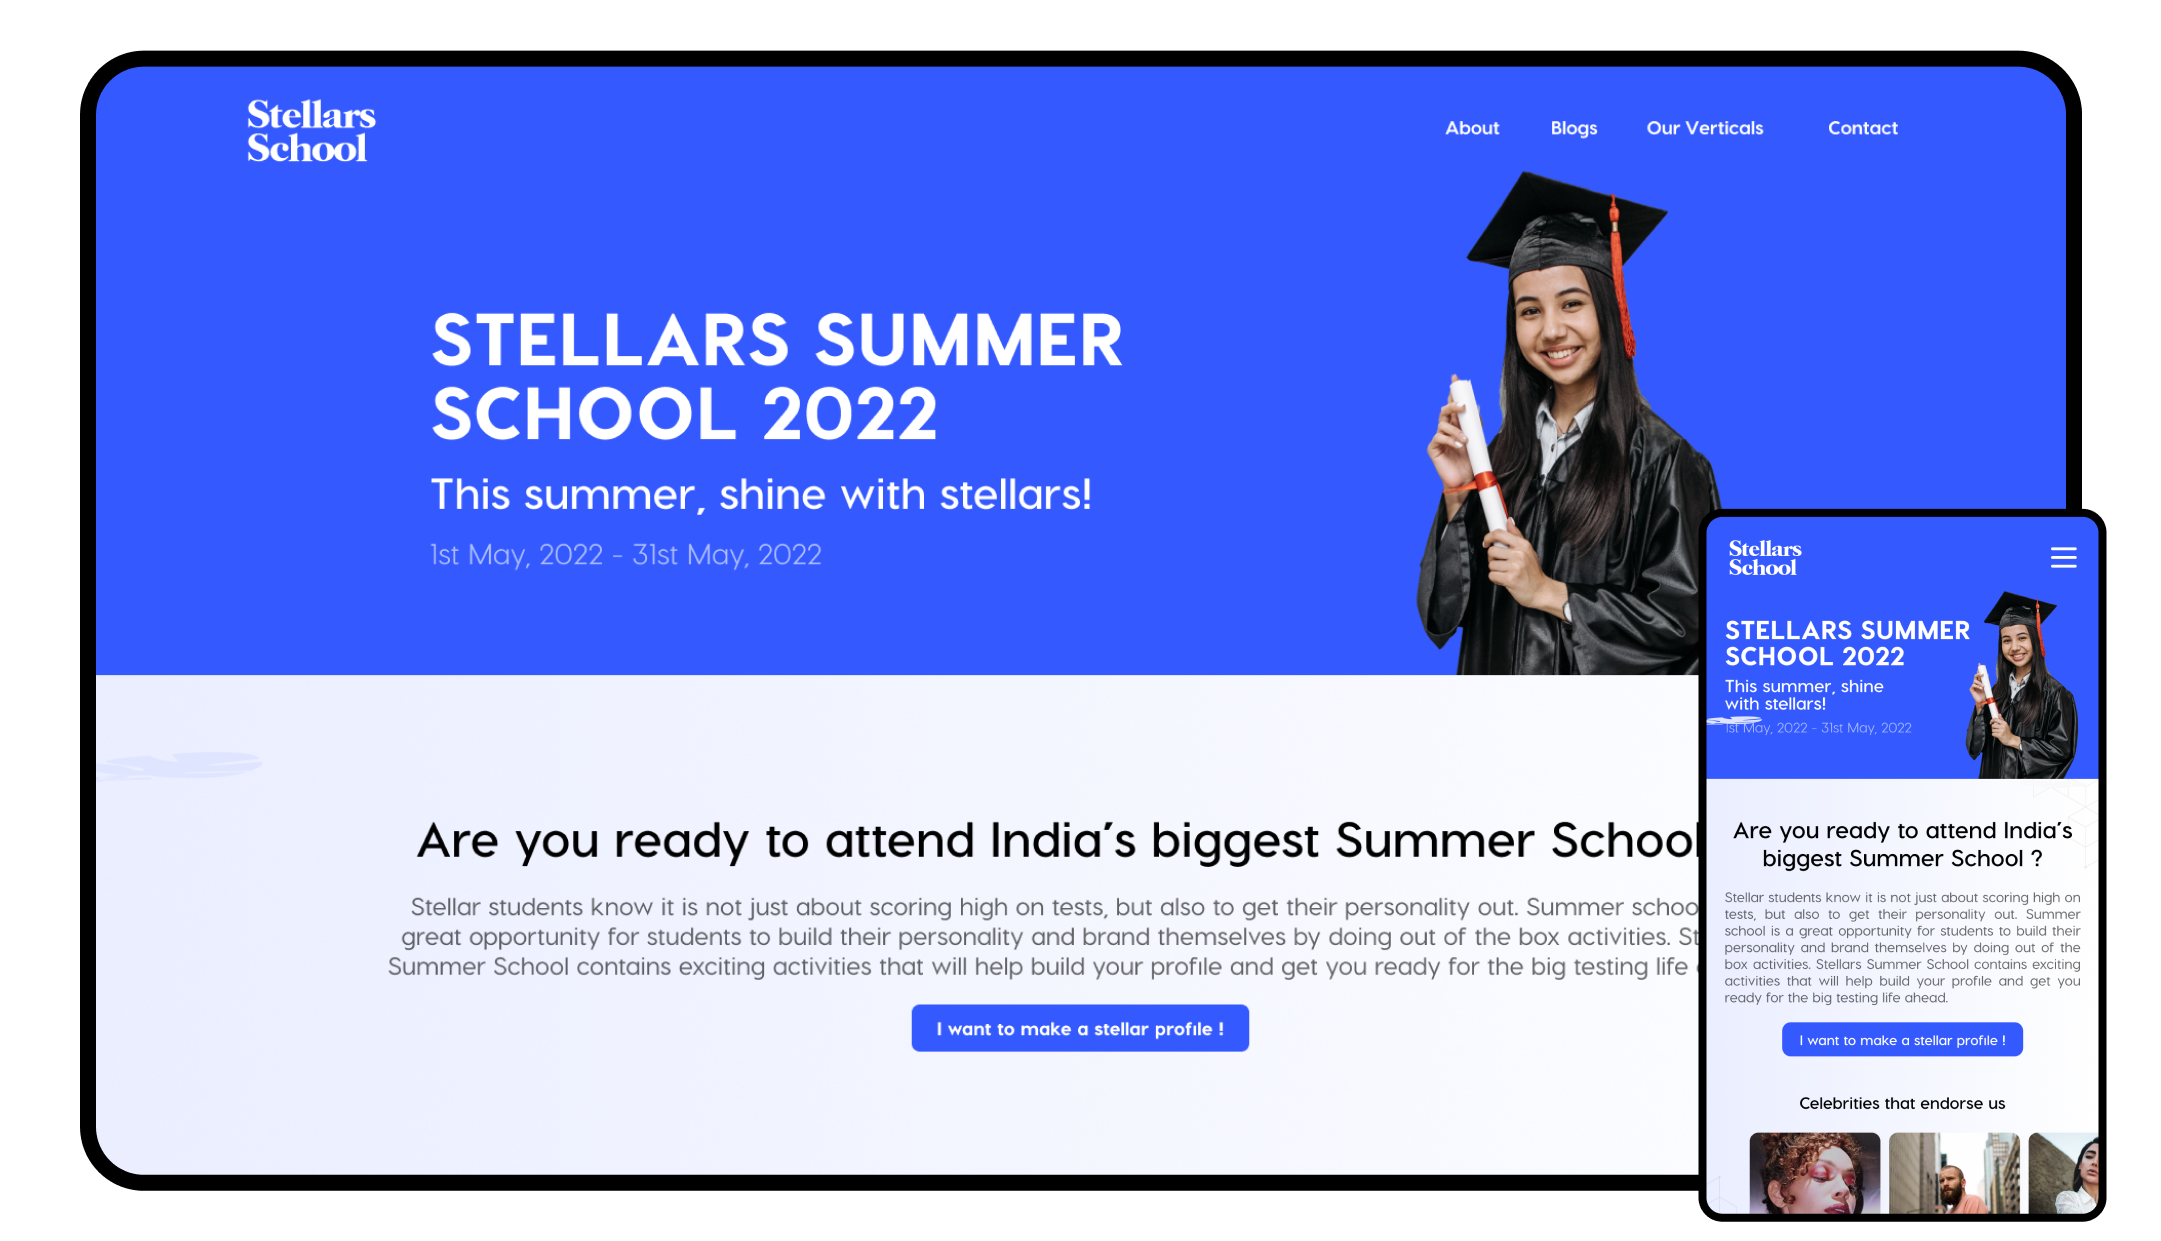 Stellars
School
About Blogs Our Verticals Contact
STELLARS SUMMER
SCHOOL 2022
This summer, shine with stellars!
1st May, 2022 - 31st May, 2022
Are you ready to attend India’s biggest Summer School
Stellar students know it is not just about scoring high on tests, but also to get their personality out. Summer schoo
great opportunity for students to build their personality and brand themselves by doing out of the box activities. St
Summer School contains exciting activities that will help build your profile and get you ready for the big testing life
I want to make a stellar profile !
Stellars
School
STELLARS SUMMER
SCHOOL 2022
This summer, shine
with stellars!
1st May, 2022 - 31st May, 2022
Are you ready to attend India’s
biggest Summer School ?
Stellar students know it is not just about scoring high on
tests, but also to get their personality out. Summer
school is a great opportunity for students to build their
personality and brand themselves by doing out of the
box activities. Stellars Summer School contains exciting
activities that will help build your profile and get you
ready for the big testing life ahead.
I want to make a stellar profile !
Celebrities that endorse us